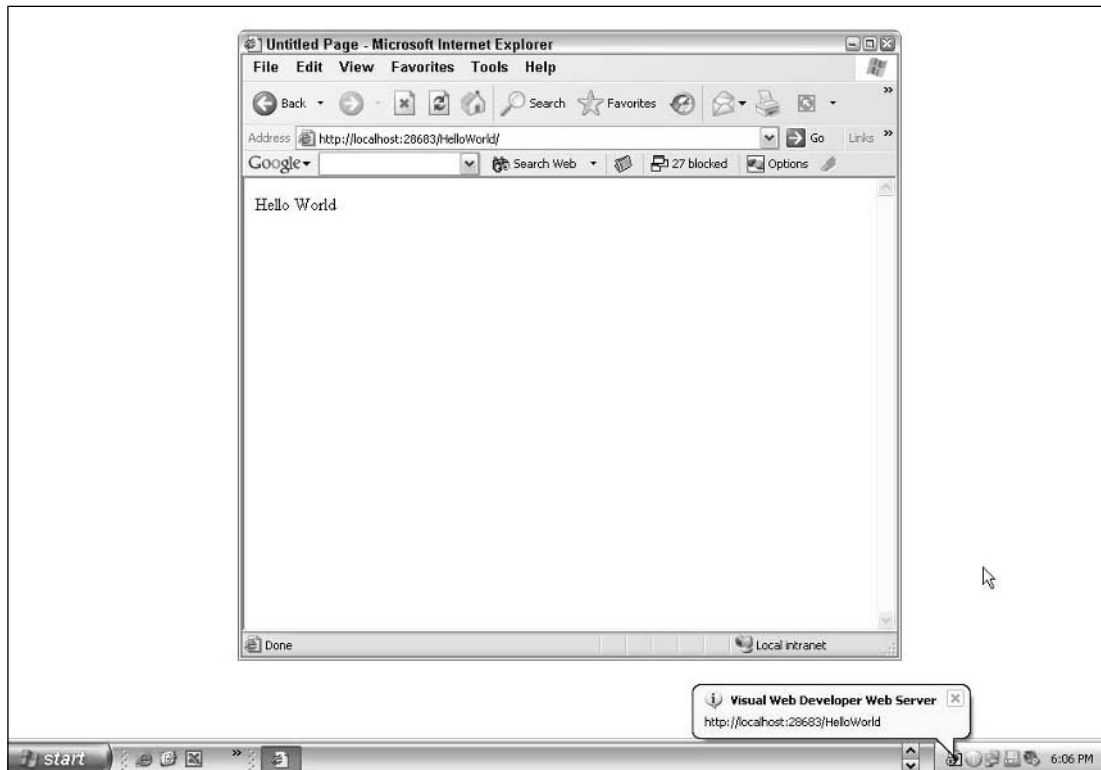 Untitled Page - Microsoft Internet Explorer
File Edit View Favorites Tools Help
Back Search Favorites »
Address http://localhost:28683/HelloWorld/ Go Links »
Google Search Web 27 blocked Options
Hello World
Done Local intranet
Visual Web Developer Web Server
http://localhost:28683/HelloWorld
start » 6:06 PM